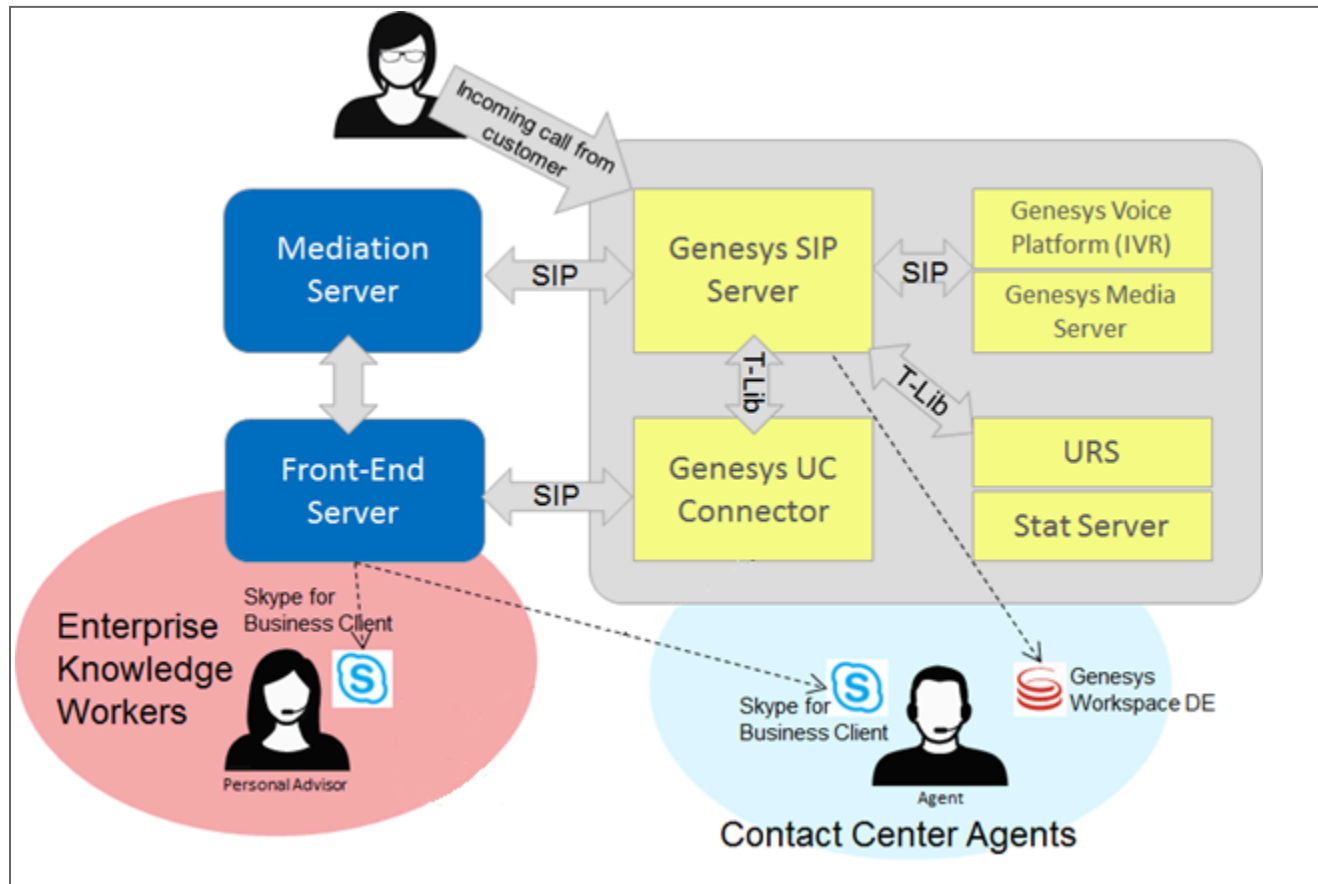 Incoming call from
customer
Mediation
Server
SIP
Genesys SIP
Server
SIP
Genesys Voice
Platform (IVR)
Genesys Media
Server
T-Lib
T-Lib
Front-End
Server
SIP
Genesys UC
Connector
URS
Stat Server
Skype for
Business Client
Enterprise
Knowledge
Workers
Personal Advisor
Skype for
Business Client
Genesys
Workspace DE
Agent
Contact Center Agents